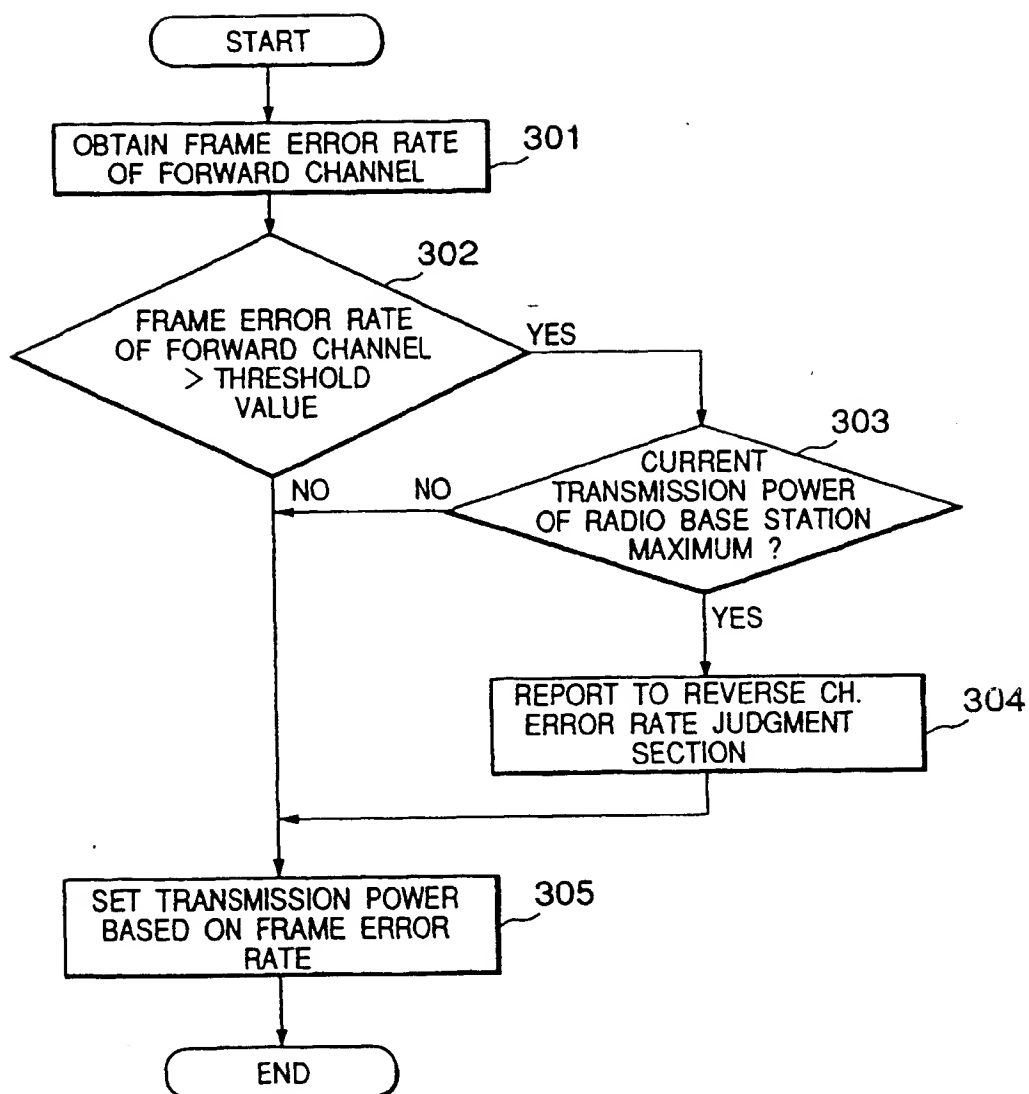 START
OBTAIN FRAME ERROR RATE
OF FORWARD CHANNEL
301
302
FRAME ERROR RATE
OF FORWARD CHANNEL
> THRESHOLD
VALUE
YES
303
CURRENT
TRANSMISSION POWER
OF RADIO BASE STATION
MAXIMUM ?
NO
NO
YES
REPORT TO REVERSE CH.
ERROR RATE JUDGMENT
SECTION
304
SET TRANSMISSION POWER
BASED ON FRAME ERROR
RATE
305
END